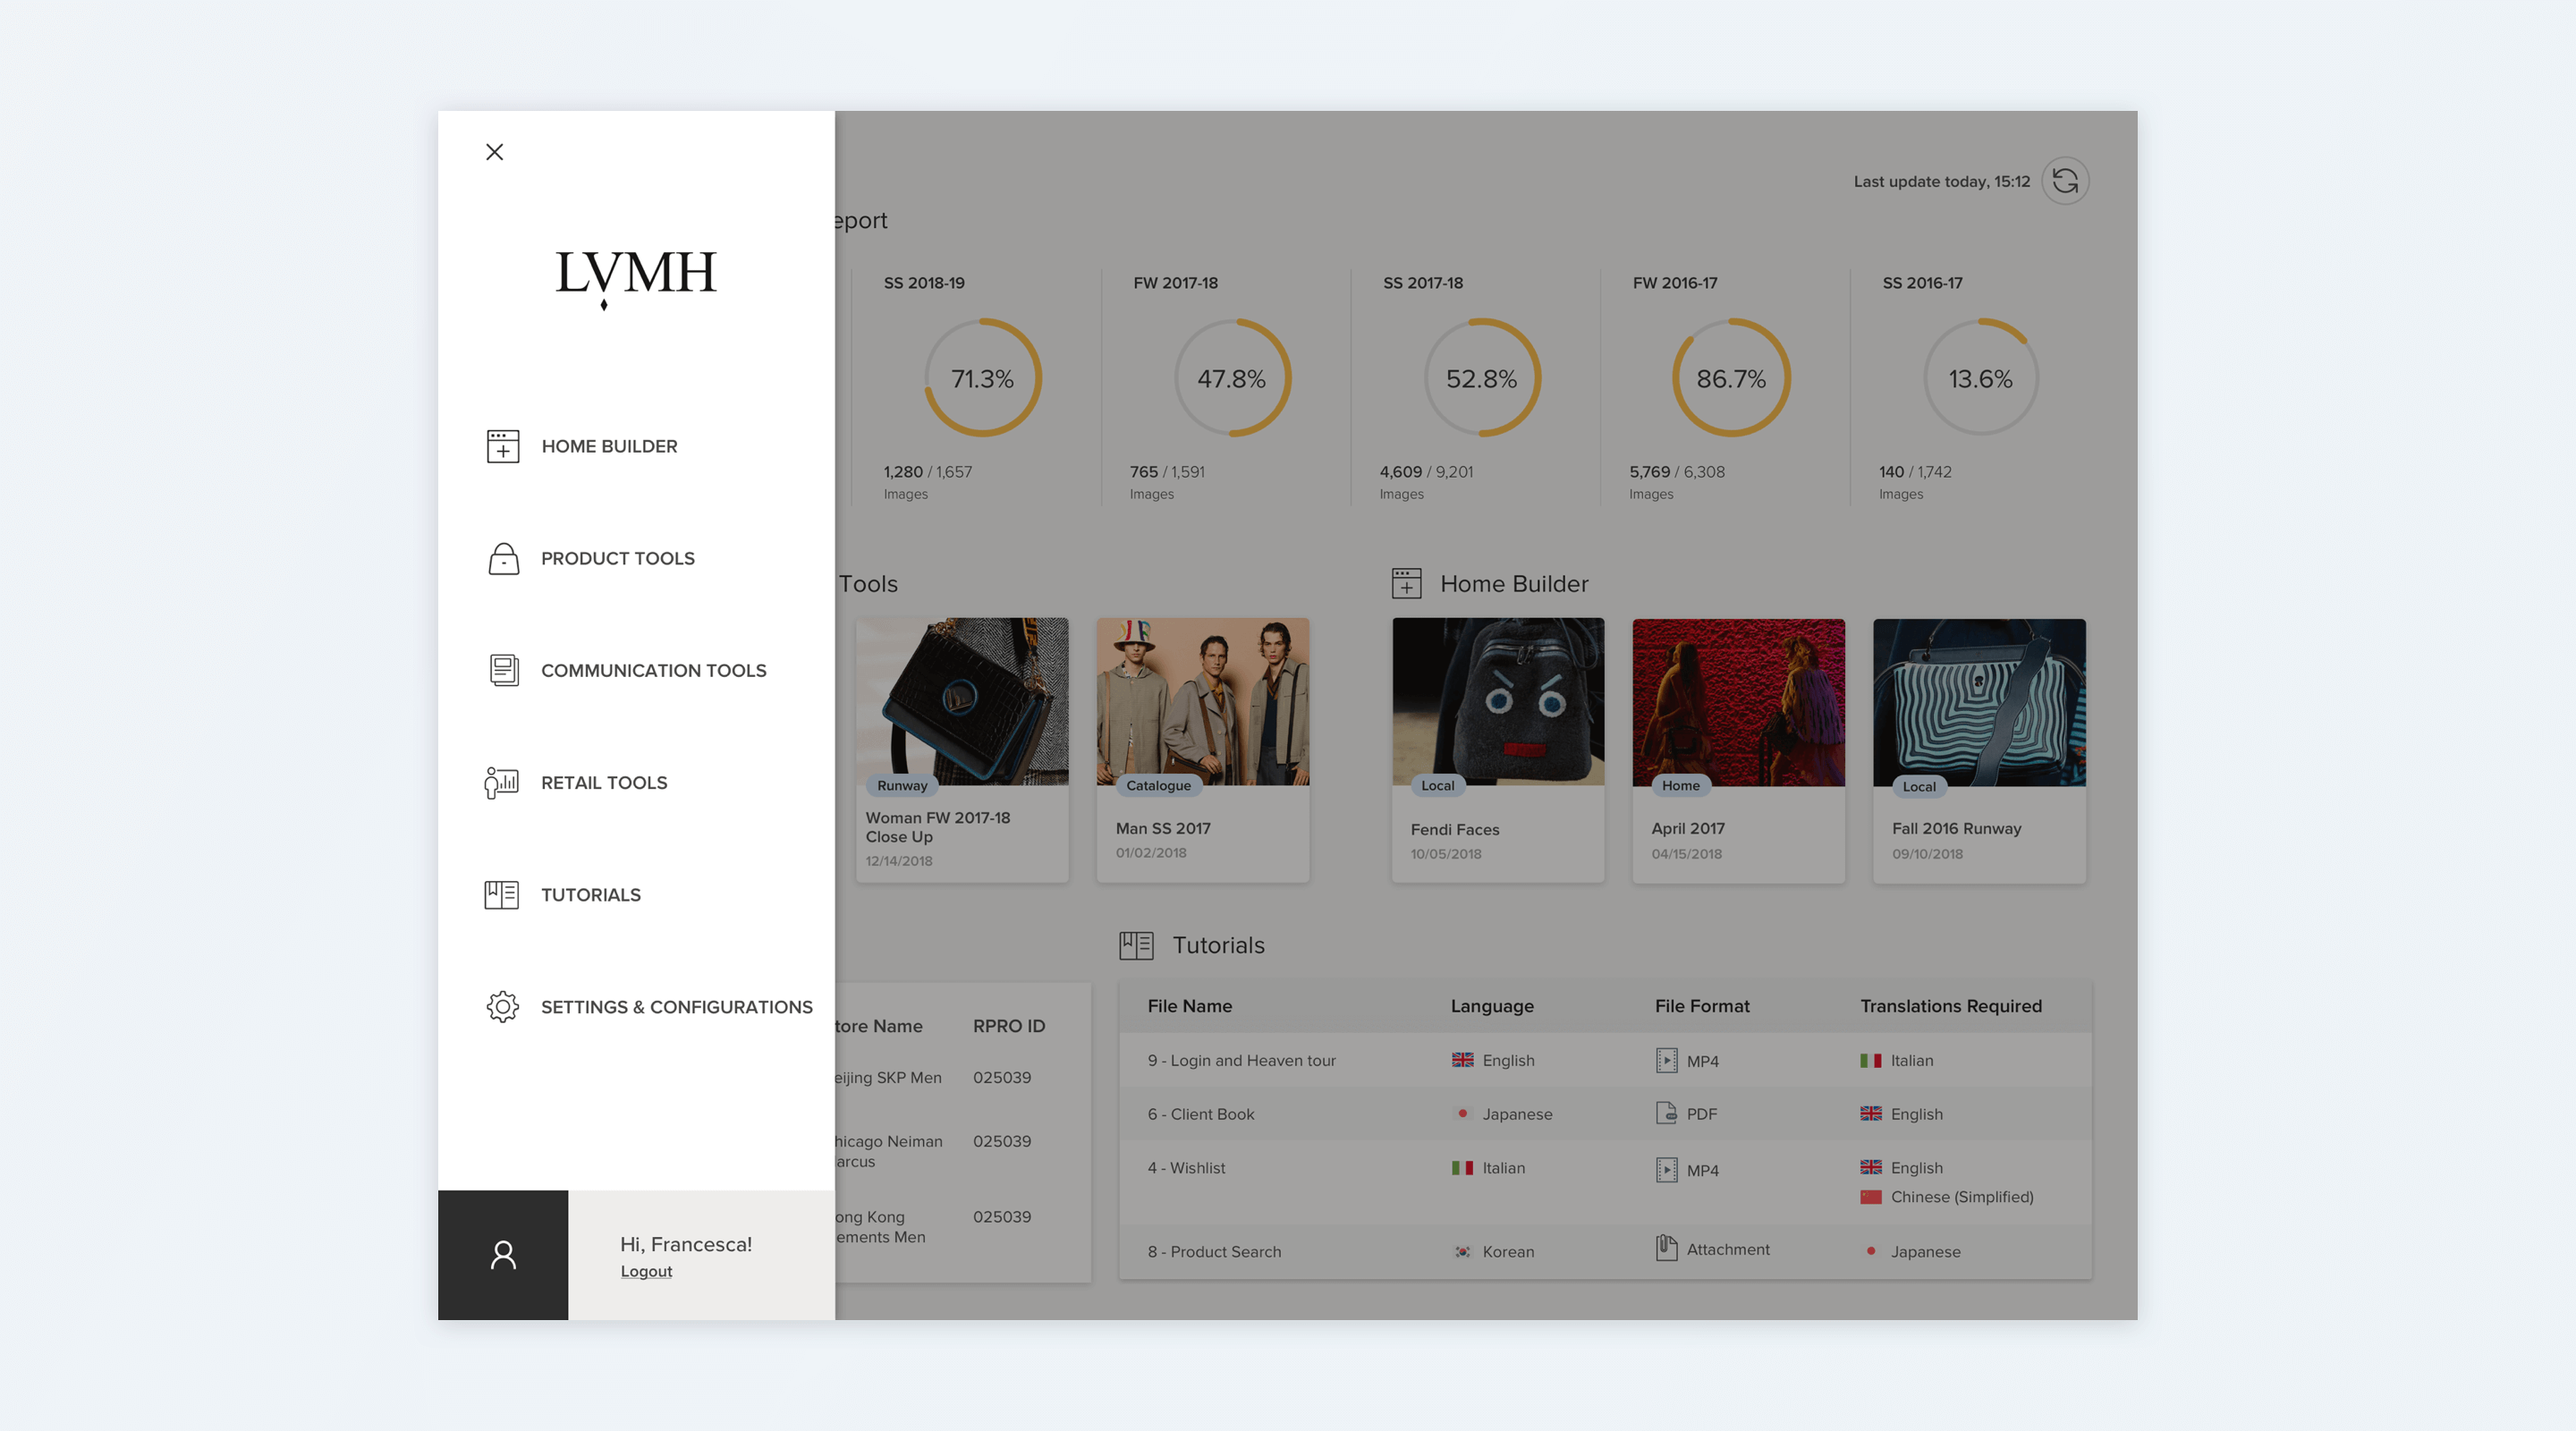 LVMH
HOME BUILDER
PRODUCT TOOLS
COMMUNICATION TOOLS
RETAIL TOOLS
TUTORIALS
SETTINGS & CONFIGURATIONS
Hi, Francesca!
Logout
Last update today, 15:12
eport
SS 2018-19
71.3%
1,280 / 1,657
Images
FW 2017-18
47.8%
765 / 1,591
Images
SS 2017-18
52.8%
4,609 / 9,201
Images
FW 2016-17
86.7%
5,769 / 6,308
Images
SS 2016-17
13.6%
140 / 1,742
Images
Tools
Runway
Woman FW 2017-18
Close Up
12/14/2018
Catalogue
Man SS 2017
01/02/2018
Home Builder
Local
Fendi Faces
10/05/2018
Home
April 2017
04/15/2018
Local
Fall 2016 Runway
09/10/2018
tore Name RPRO ID
eijing SKP Men 025039
hicago Neiman 025039
arcus
ong Kong 025039
ements Men
Tutorials
File Name Language File Format Translations Required
9 - Login and Heaven tour English MP4 Italian
6 - Client Book Japanese PDF English
4 - Wishlist Italian MP4 English
Chinese (Simplified)
8 - Product Search Korean Attachment Japanese